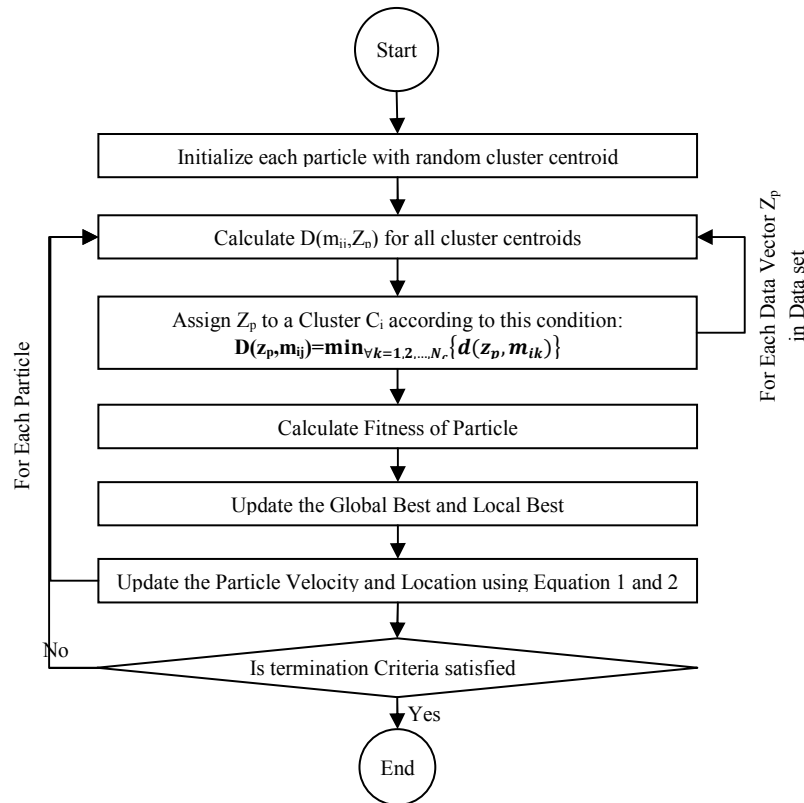 Start
Initialize each particle with random cluster centroid
Calculate D(mᵢⱼ,Zₚ) for all cluster centroids
Assign Zₚ to a Cluster Cᵢ according to this condition:
D(zₚ,mᵢⱼ)=min∀k=1,2,…,N꜀{d(zₚ, mᵢₖ)}
For Each Data Vector Zₚ
in Data set
Calculate Fitness of Particle
For Each Particle
Update the Global Best and Local Best
Update the Particle Velocity and Location using Equation 1 and 2
No
Is termination Criteria satisfied
Yes
End